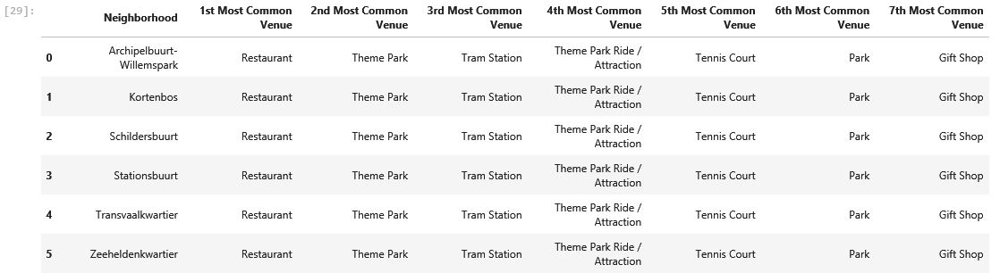 [29]:
Neighborhood 1st Most Common Venue 2nd Most Common Venue 3rd Most Common Venue 4th Most Common Venue 5th Most Common Venue 6th Most Common Venue 7th Most Common Venue
0 Archipelbuurt-Willemspark Restaurant Theme Park Tram Station Theme Park Ride / Attraction Tennis Court Park Gift Shop
1 Kortenbos Restaurant Theme Park Tram Station Theme Park Ride / Attraction Tennis Court Park Gift Shop
2 Schildersbuurt Restaurant Theme Park Tram Station Theme Park Ride / Attraction Tennis Court Park Gift Shop
3 Stationsbuurt Restaurant Theme Park Tram Station Theme Park Ride / Attraction Tennis Court Park Gift Shop
4 Transvaalkwartier Restaurant Theme Park Tram Station Theme Park Ride / Attraction Tennis Court Park Gift Shop
5 Zeeheldenkwartier Restaurant Theme Park Tram Station Theme Park Ride / Attraction Tennis Court Park Gift Shop